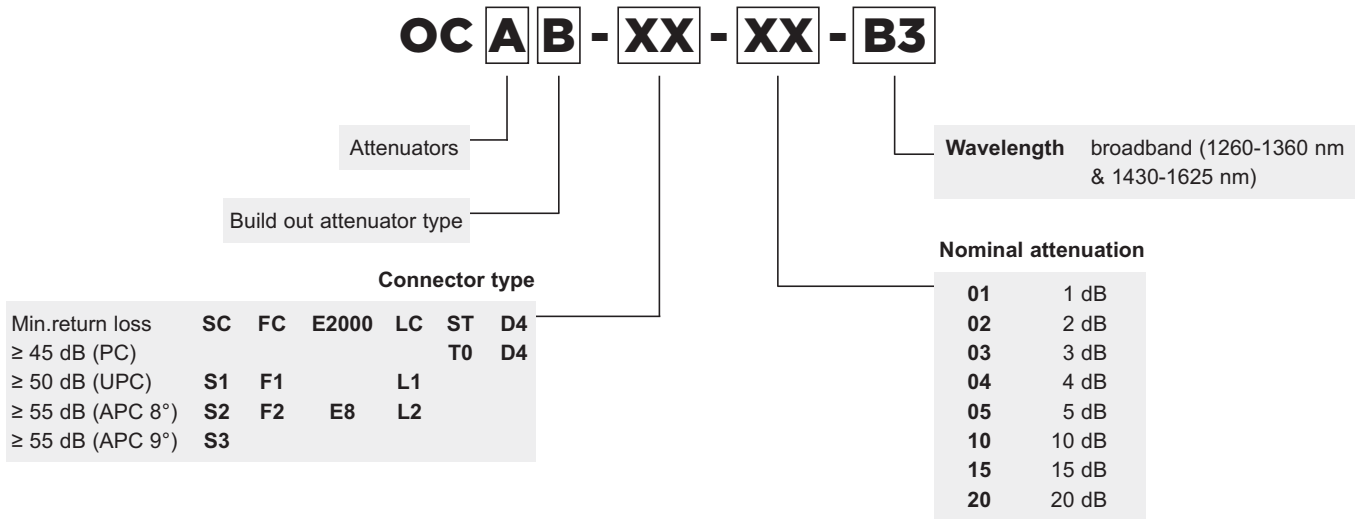 OC A B - XX - XX - B3
Attenuators
Build out attenuator type
Wavelength broadband (1260-1360 nm
& 1430-1625 nm)
Connector type
Min.return loss SC FC E2000 LC ST D4
≥ 45 dB (PC) T0 D4
≥ 50 dB (UPC) S1 F1 L1
≥ 55 dB (APC 8°) S2 F2 E8 L2
≥ 55 dB (APC 9°) S3
Nominal attenuation
01 1 dB
02 2 dB
03 3 dB
04 4 dB
05 5 dB
10 10 dB
15 15 dB
20 20 dB